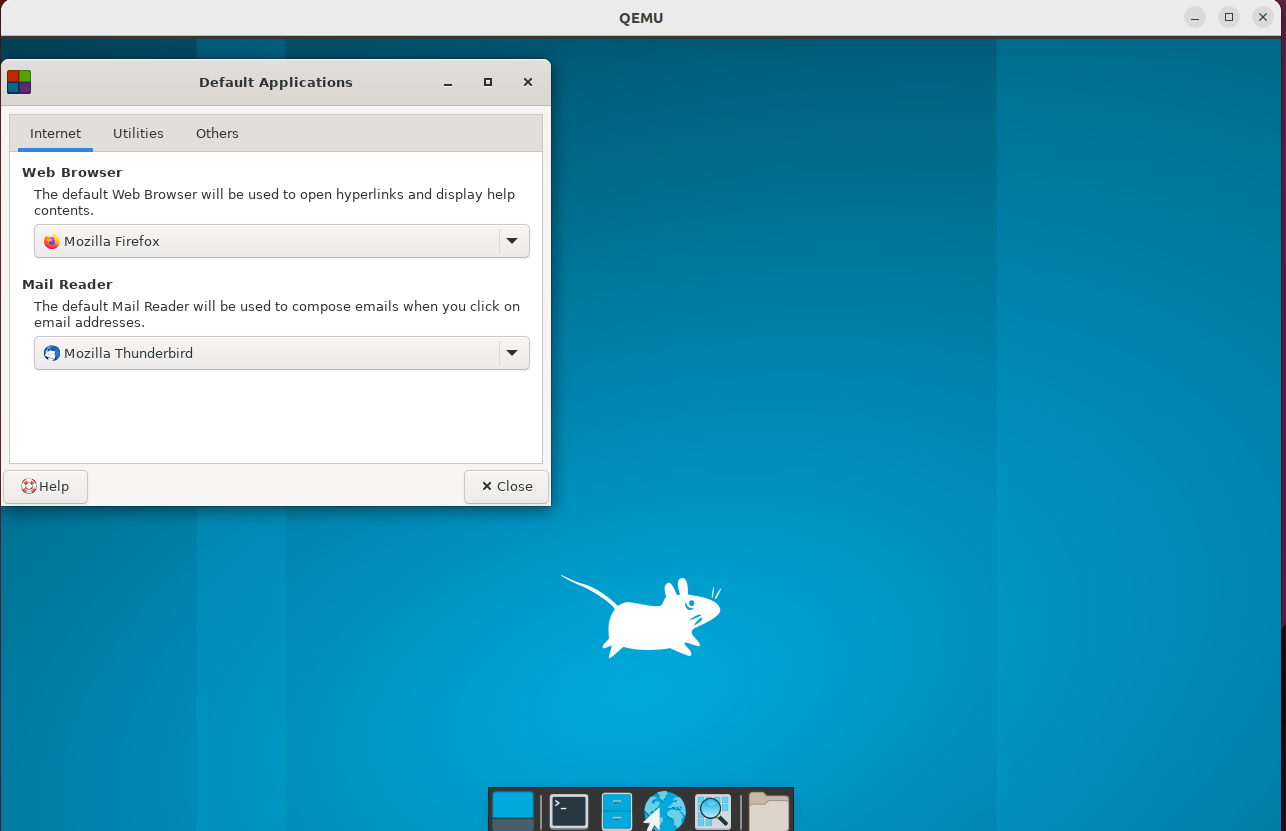 QEMU
Default Applications
Internet Utilities Others
Web Browser
The default Web Browser will be used to open hyperlinks and display help
contents.
Mozilla Firefox
Mail Reader
The default Mail Reader will be used to compose emails when you click on
email addresses.
Mozilla Thunderbird
Help Close